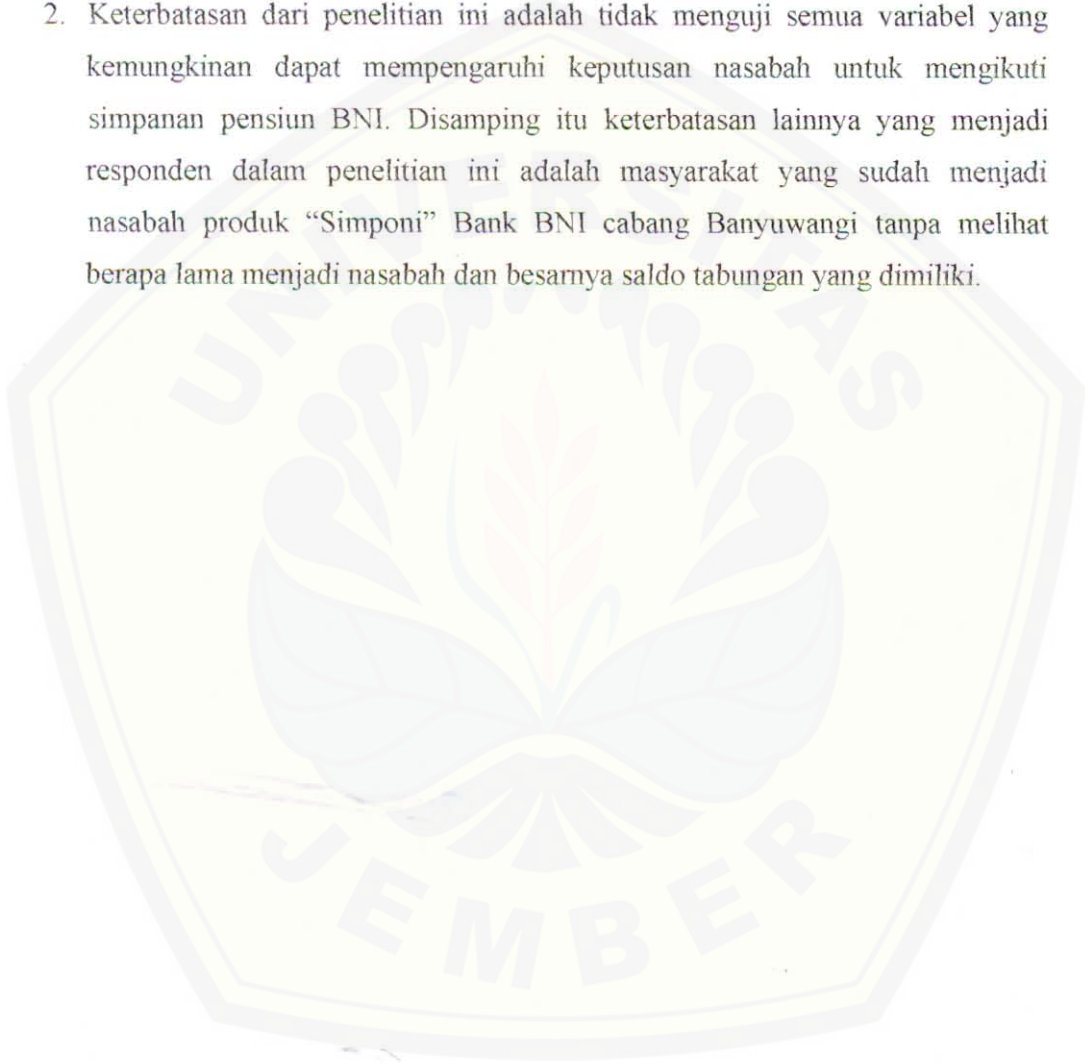 2. Keterbatasan dari penelitian ini adalah tidak menguji semua variabel yang
kemungkinan dapat mempengaruhi keputusan nasabah untuk mengikuti
simpanan pensiun BNI. Disamping itu keterbatasan lainnya yang menjadi
responden dalam penelitian ini adalah masyarakat yang sudah menjadi
nasabah produk “Simponi” Bank BNI cabang Banyuwangi tanpa melihat
berapa lama menjadi nasabah dan besarnya saldo tabungan yang dimiliki.
UNIVERSITAS
JEMBER